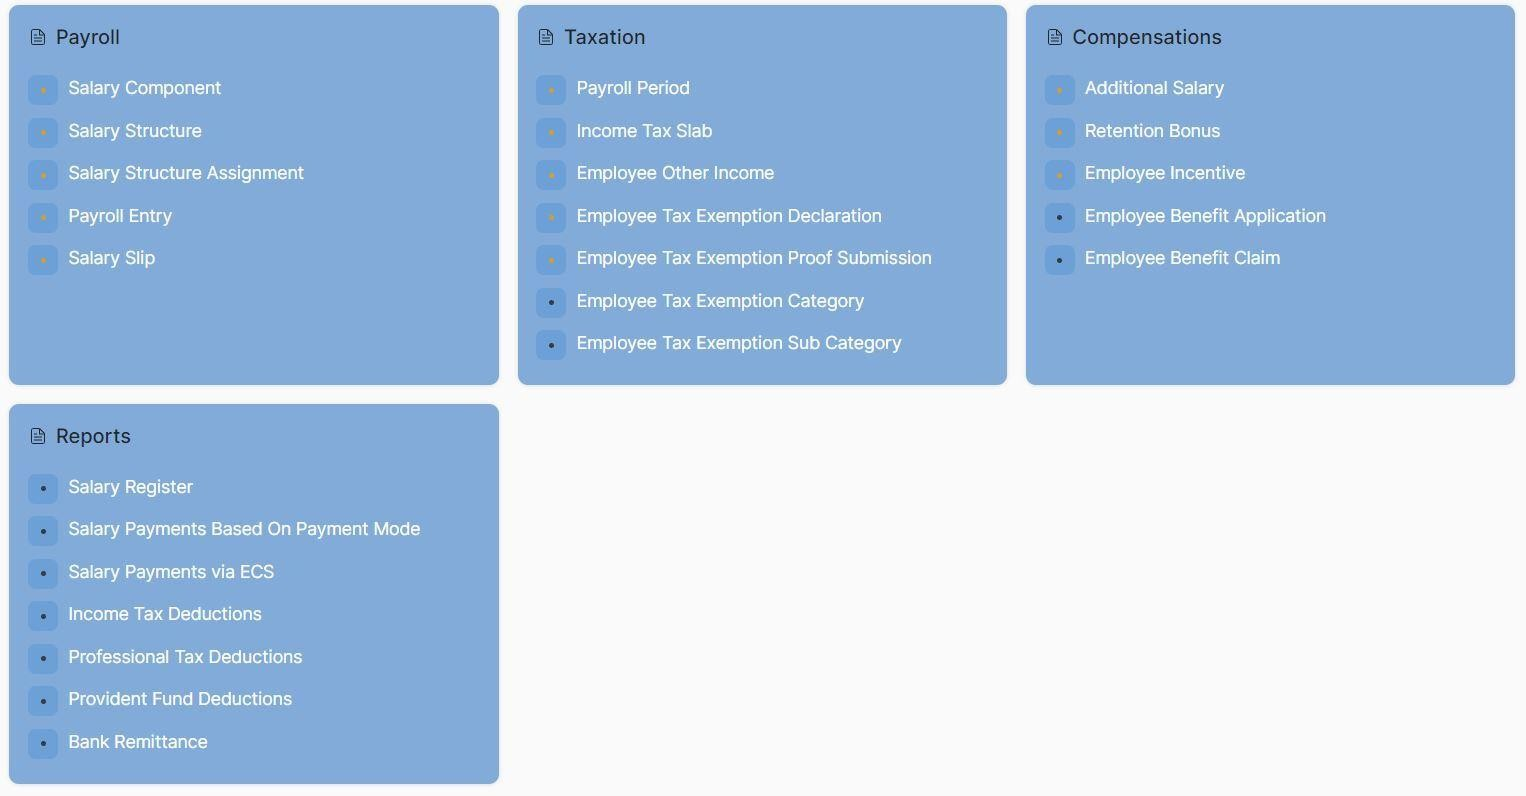 Payroll
Salary Component
Salary Structure
Salary Structure Assignment
Payroll Entry
Salary Slip
Taxation
Payroll Period
Income Tax Slab
Employee Other Income
Employee Tax Exemption Declaration
Employee Tax Exemption Proof Submission
Employee Tax Exemption Category
Employee Tax Exemption Sub Category
Compensations
Additional Salary
Retention Bonus
Employee Incentive
Employee Benefit Application
Employee Benefit Claim
Reports
Salary Register
Salary Payments Based On Payment Mode
Salary Payments via ECS
Income Tax Deductions
Professional Tax Deductions
Provident Fund Deductions
Bank Remittance